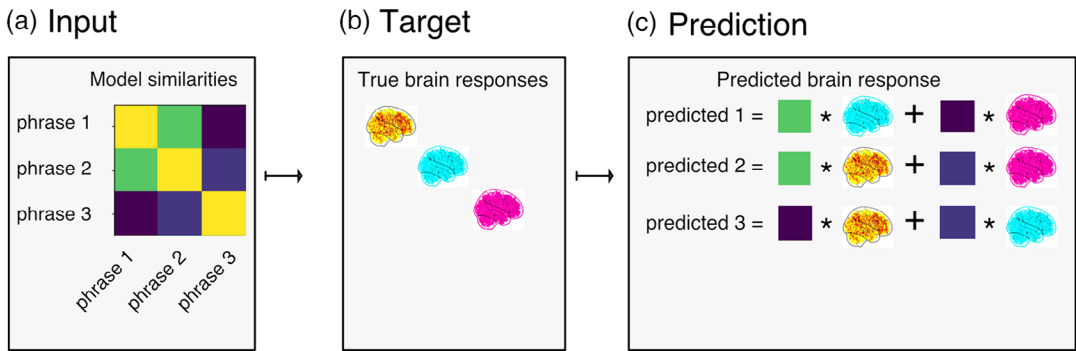 (a) Input
Model similarities
phrase 1
phrase 2
phrase 3
phrase 1
phrase 2
phrase 3
(b) Target
True brain responses
(c) Prediction
Predicted brain response
predicted 1 = * + *
predicted 2 = * + *
predicted 3 = * + *